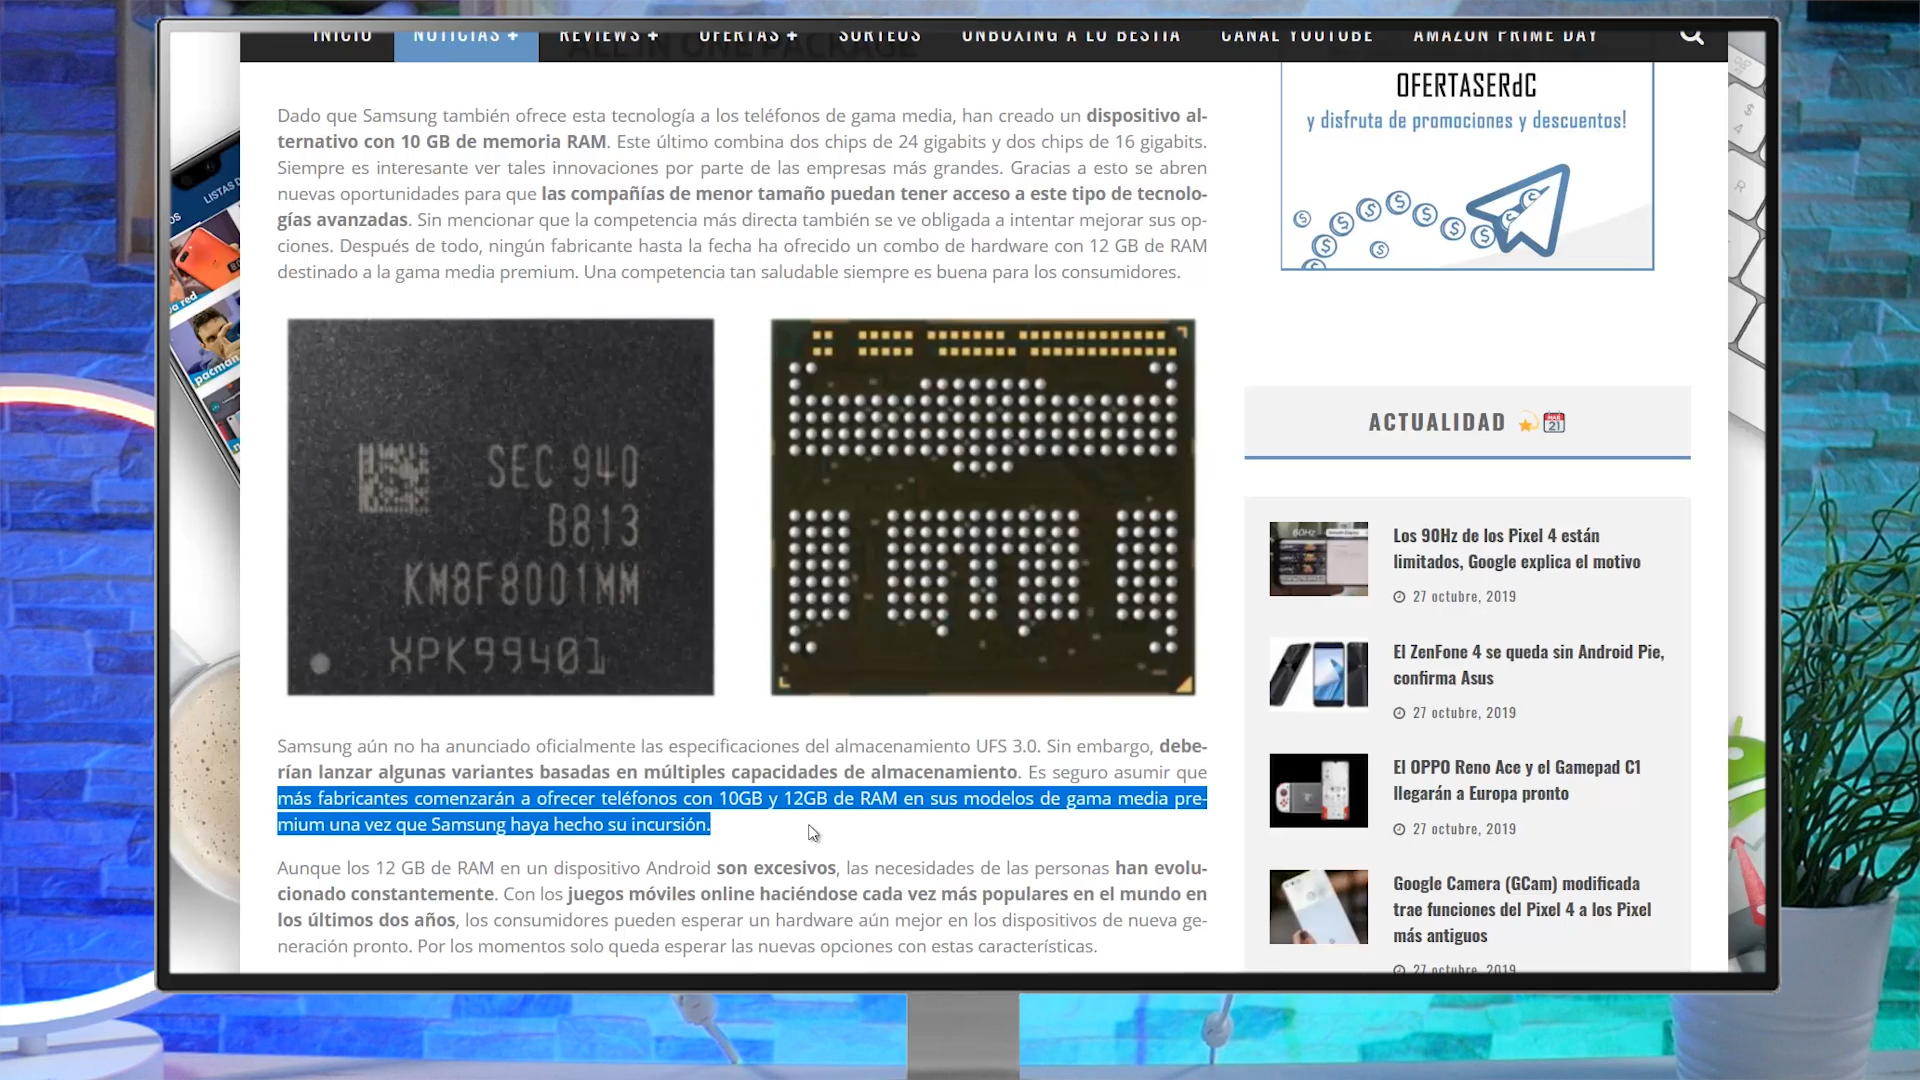 INICIO NOTICIAS + REVIEWS + OFERTAS + SORTEOS UNBOXING A LO BESTIA CANAL YOUTUBE AMAZON PRIME DAY
ALL IN ONE PACKAGE
Dado que Samsung también ofrece esta tecnología a los teléfonos de gama media, han creado un dispositivo al-
ternativo con 10 GB de memoria RAM. Este último combina dos chips de 24 gigabits y dos chips de 16 gigabits.
Siempre es interesante ver tales innovaciones por parte de las empresas más grandes. Gracias a esto se abren
nuevas oportunidades para que las compañías de menor tamaño puedan tener acceso a este tipo de tecnolo-
gías avanzadas. Sin mencionar que la competencia más directa también se ve obligada a intentar mejorar sus op-
ciones. Después de todo, ningún fabricante hasta la fecha ha ofrecido un combo de hardware con 12 GB de RAM
destinado a la gama media premium. Una competencia tan saludable siempre es buena para los consumidores.
SEC 940
B813
KM8F8001MM
XPK99401
Samsung aún no ha anunciado oficialmente las especificaciones del almacenamiento UFS 3.0. Sin embargo, debe-
rían lanzar algunas variantes basadas en múltiples capacidades de almacenamiento. Es seguro asumir que
más fabricantes comenzarán a ofrecer teléfonos con 10GB y 12GB de RAM en sus modelos de gama media pre-
mium una vez que Samsung haya hecho su incursión.
Aunque los 12 GB de RAM en un dispositivo Android son excesivos, las necesidades de las personas han evolu-
cionado constantemente. Con los juegos móviles online haciéndose cada vez más populares en el mundo en
los últimos dos años, los consumidores pueden esperar un hardware aún mejor en los dispositivos de nueva ge-
neración pronto. Por los momentos solo queda esperar las nuevas opciones con estas características.
OFERTASERdC
y disfruta de promociones y descuentos!
ACTUALIDAD
Los 90Hz de los Pixel 4 están
limitados, Google explica el motivo
27 octubre, 2019
El ZenFone 4 se queda sin Android Pie,
confirma Asus
27 octubre, 2019
El OPPO Reno Ace y el Gamepad C1
llegarán a Europa pronto
27 octubre, 2019
Google Camera (GCam) modificada
trae funciones del Pixel 4 a los Pixel
más antiguos
27 octubre, 2019
LISTAS D
pacman
60Hz